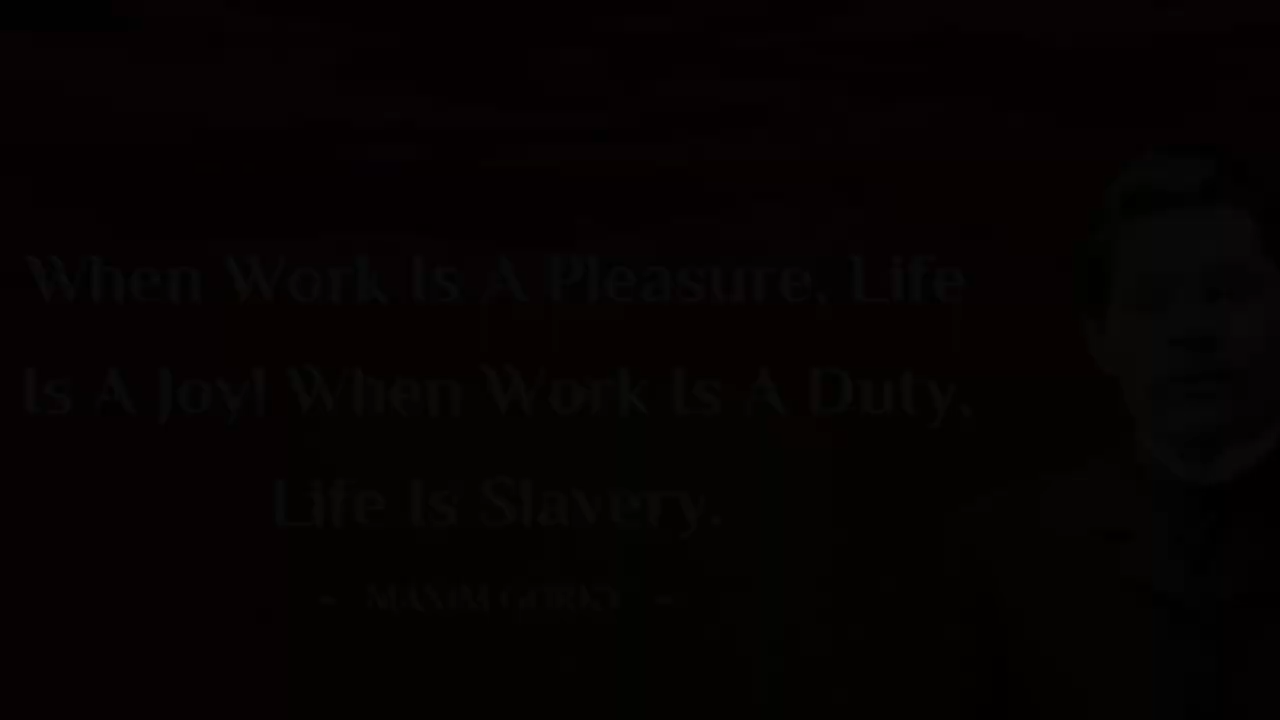 When Work Is A Pleasure, Life
Is A Joy! When Work Is A Duty,
Life Is Slavery.
- MAXIM GORKY -